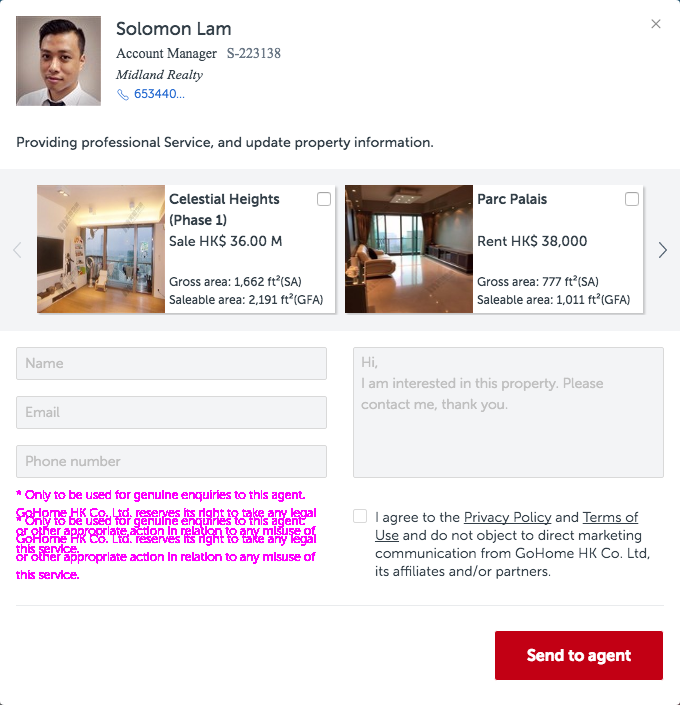 Solomon Lam
Account Manager S-223138
Midland Realty
653440...
Providing professional Service, and update property information.
Celestial Heights
(Phase 1)
Sale HK$ 36.00 M
Gross area: 1,662 ft²(SA)
Saleable area: 2,191 ft²(GFA)
Parc Palais
Rent HK$ 38,000
Gross area: 777 ft²(SA)
Saleable area: 1,011 ft²(GFA)
Name
Email
Phone number
Hi,
I am interested in this property. Please
contact me, thank you.
* Only to be used for genuine enquiries to this agent.
GoHome HK Co. Ltd. reserves its right to take any legal
or other appropriate action in relation to any misuse of
this service.
* Only to be used for genuine enquiries to this agent.
GoHome HK Co. Ltd. reserves its right to take any legal
or other appropriate action in relation to any misuse of
this service.
I agree to the Privacy Policy and Terms of
Use and do not object to direct marketing
communication from GoHome HK Co. Ltd,
its affiliates and/or partners.
Send to agent